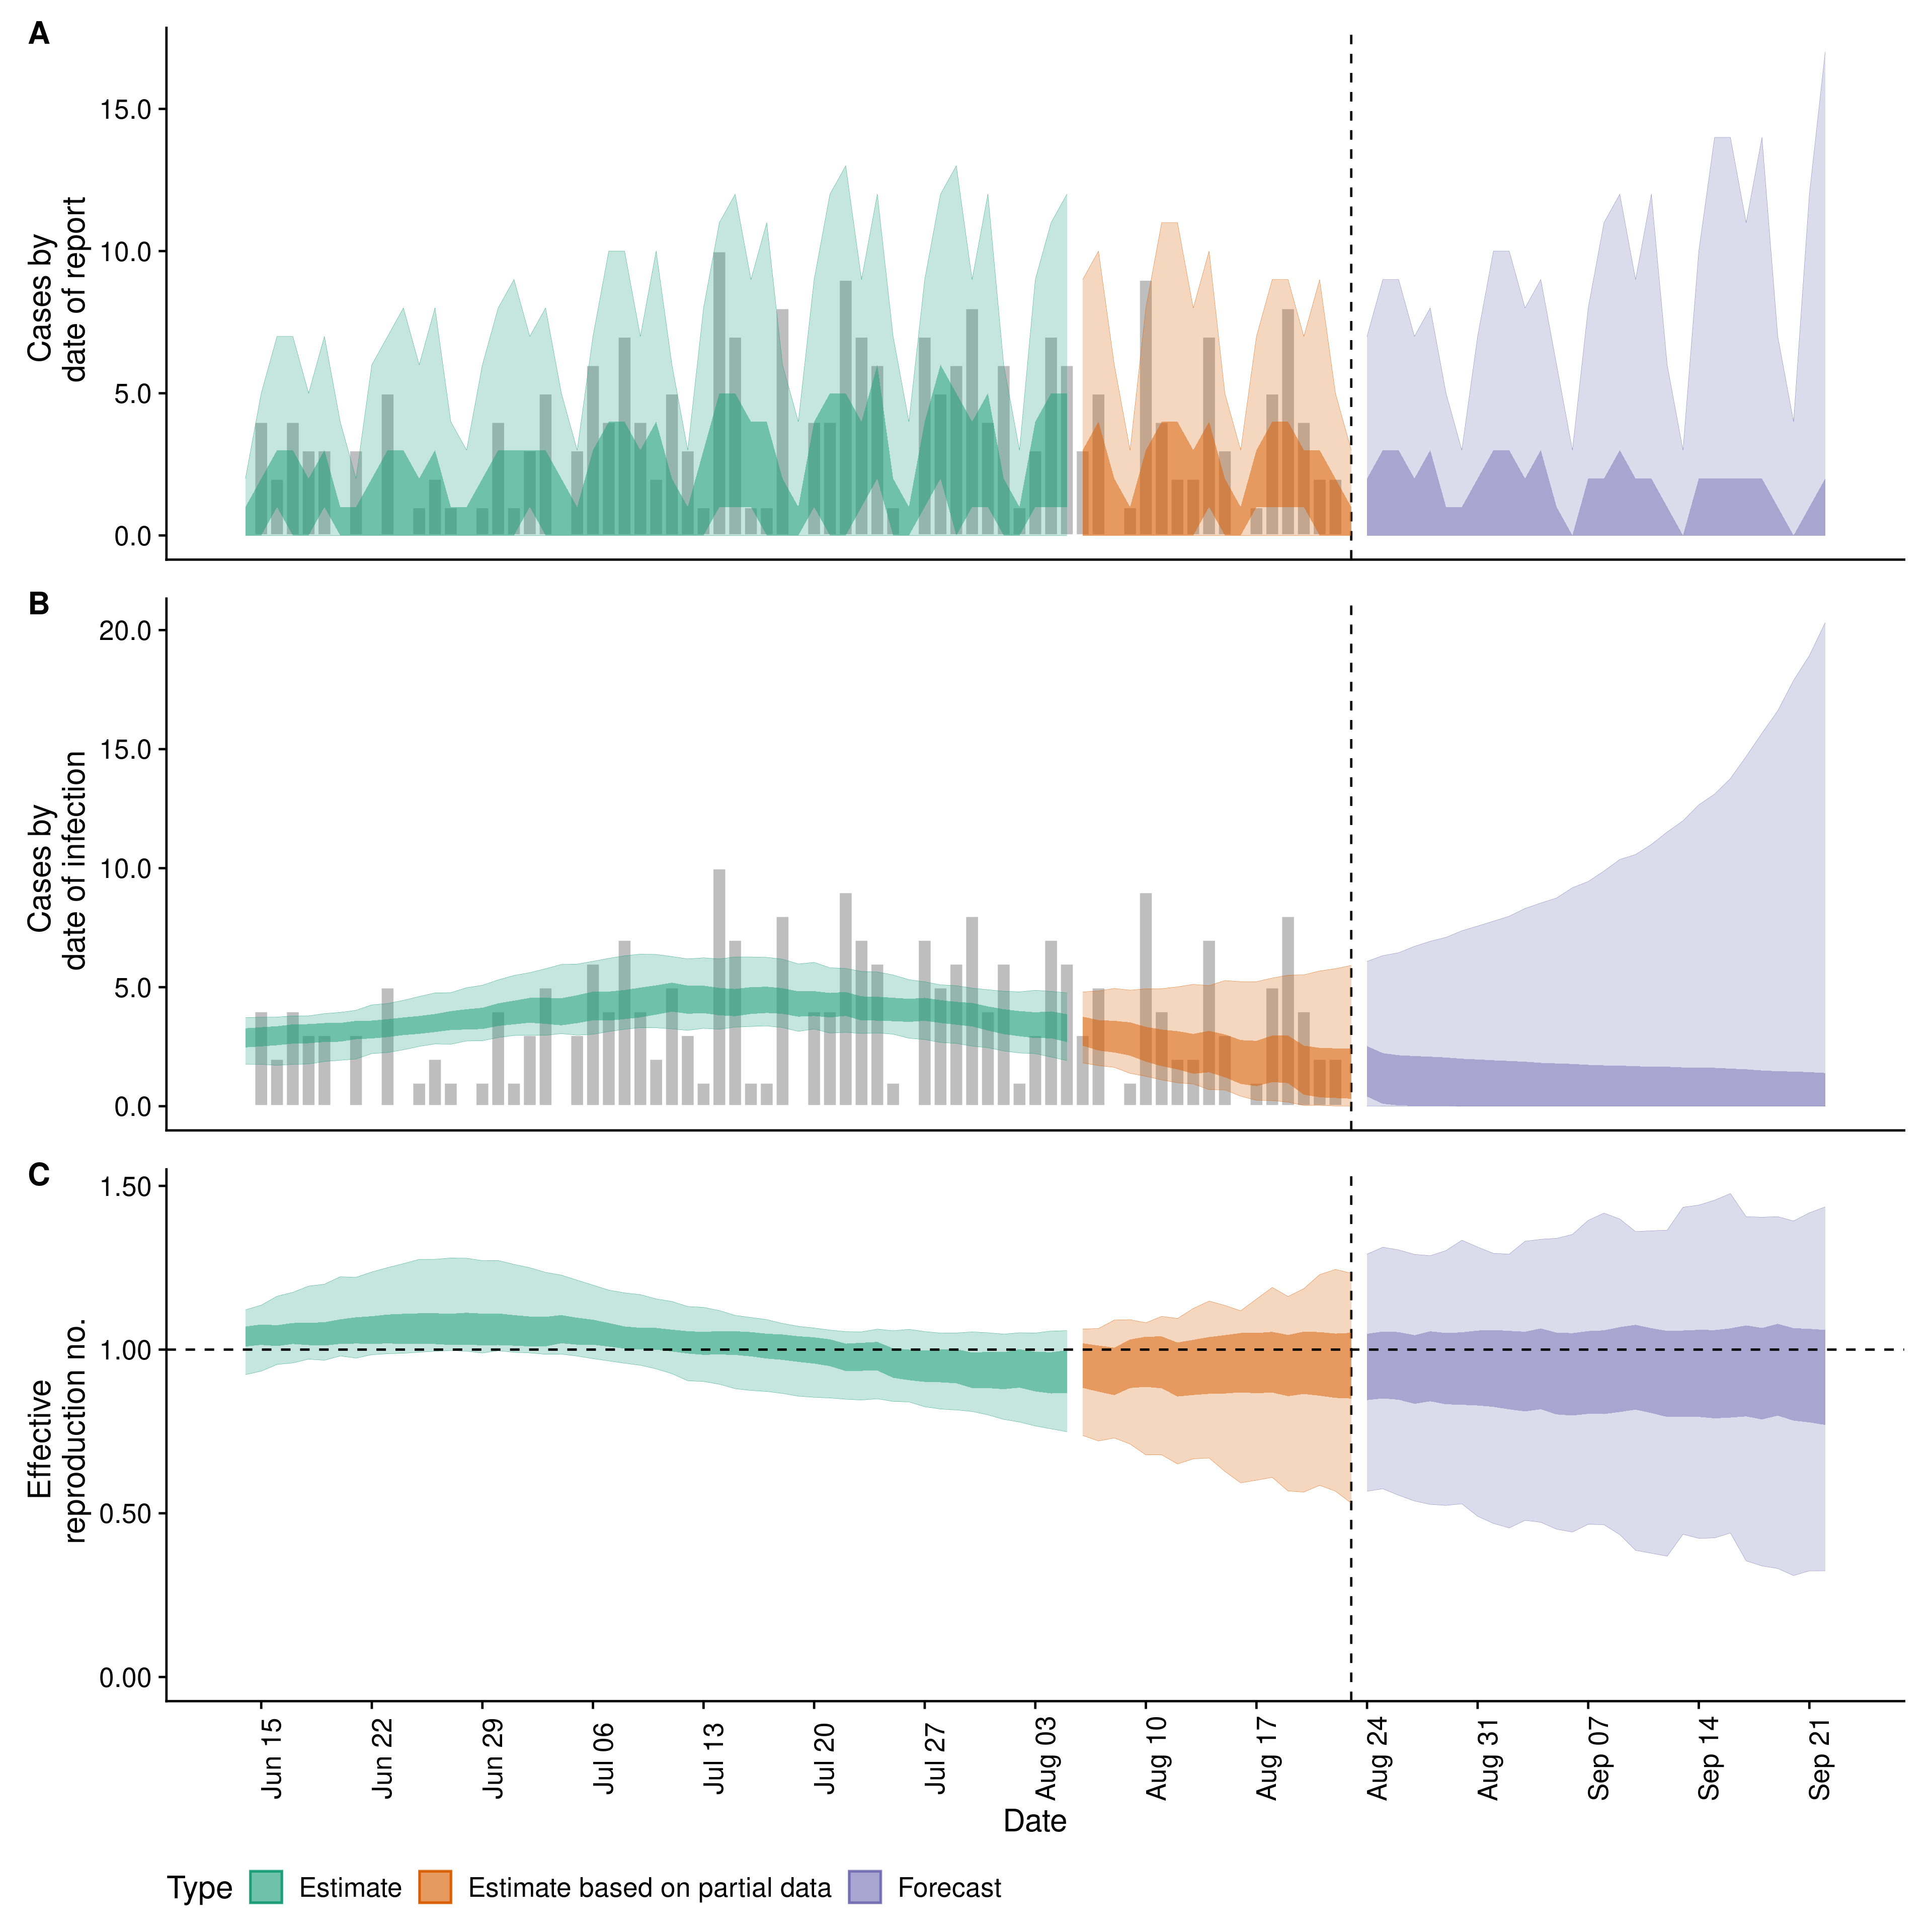 A
15.0
10.0
5.0
0.0
Cases by
date of report
B
20.0
15.0
10.0
5.0
0.0
Cases by
date of infection
C
1.50
1.00
0.50
0.00
Effective
reproduction no.
Jun 15
Jun 22
Jun 29
Jul 06
Jul 13
Jul 20
Jul 27
Aug 03
Aug 10
Aug 17
Aug 24
Aug 31
Sep 07
Sep 14
Sep 21
Date
Type Estimate Estimate based on partial data Forecast